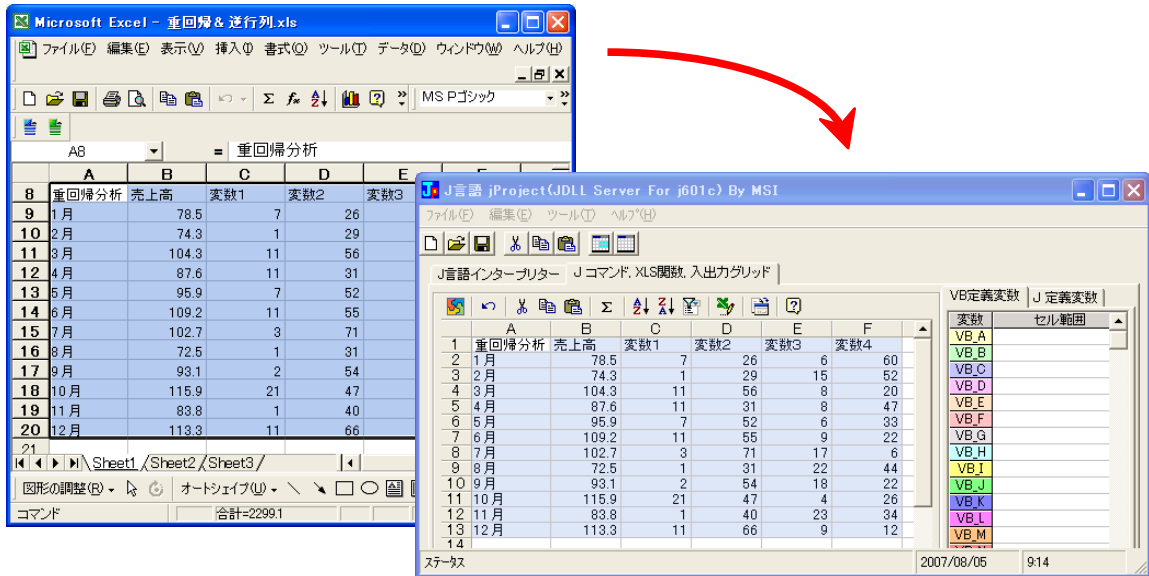 Microsoft Excel - 重回帰& 逆行列.xls
ファイル(F) 編集(E) 表示(V) 挿入(I) 書式(O) ツール(T) データ(D) ウィンドウ(W) ヘルプ(H)
MS Pゴシック
A8 = 重回帰分析
A B C D E
8 重回帰分析 売上高 変数1 変数2 変数3
9 1月 78.5 7 26
10 2月 74.3 1 29
11 3月 104.3 11 56
12 4月 87.6 11 31
13 5月 95.9 7 52
14 6月 109.2 11 55
15 7月 102.7 3 71
16 8月 72.5 1 31
17 9月 93.1 2 54
18 10月 115.9 21 47
19 11月 83.8 1 40
20 12月 113.3 11 66
21
Sheet1 Sheet2 Sheet3
図形の調整(R) オートシェイプ(U)
コマンド 合計=2299.1
J言語 jProject(JDLL Server For j601c) By MSI
ファイル(F) 編集(E) ツール(T) ヘルプ(H)
J言語インタープリター J コマンド, XLS関数, 入出力グリッド
A B C D E F
1 重回帰分析 売上高 変数1 変数2 変数3 変数4
2 1月 78.5 7 26 6 60
3 2月 74.3 1 29 15 52
4 3月 104.3 11 56 8 20
5 4月 87.6 11 31 8 47
6 5月 95.9 7 52 6 33
7 6月 109.2 11 55 9 22
8 7月 102.7 3 71 17 6
9 8月 72.5 1 31 22 44
10 9月 93.1 2 54 18 22
11 10月 115.9 21 47 4 26
12 11月 83.8 1 40 23 34
13 12月 113.3 11 66 9 12
14
VB定義変数 J 定義変数
変数 セル範囲
VB_A
VB_B
VB_C
VB_D
VB_E
VB_F
VB_G
VB_H
VB_I
VB_J
VB_K
VB_L
VB_M
ステータス 2007/08/05 9:14